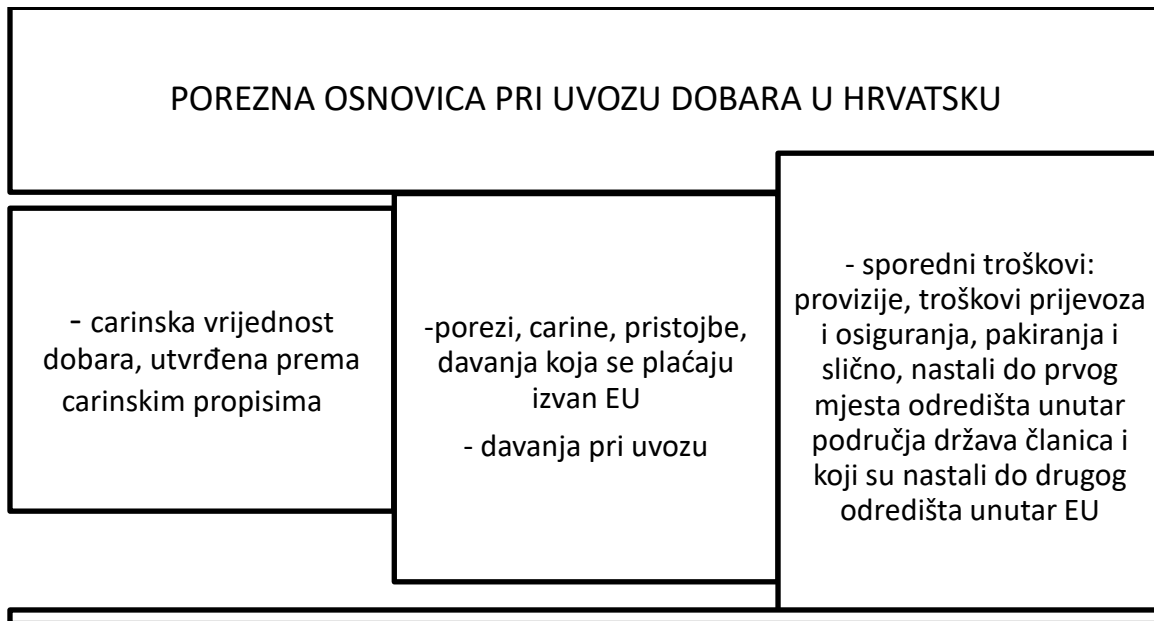 POREZNA OSNOVICA PRI UVOZU DOBARA U HRVATSKU
- carinska vrijednost
dobara, utvrđena prema
carinskim propisima
-porezi, carine, pristojbe,
davanja koja se plaćaju
izvan EU
- davanja pri uvozu
- sporedni troškovi:
provizije, troškovi prijevoza
i osiguranja, pakiranja i
slično, nastali do prvog
mjesta odredišta unutar
područja država članica i
koji su nastali do drugog
odredišta unutar EU